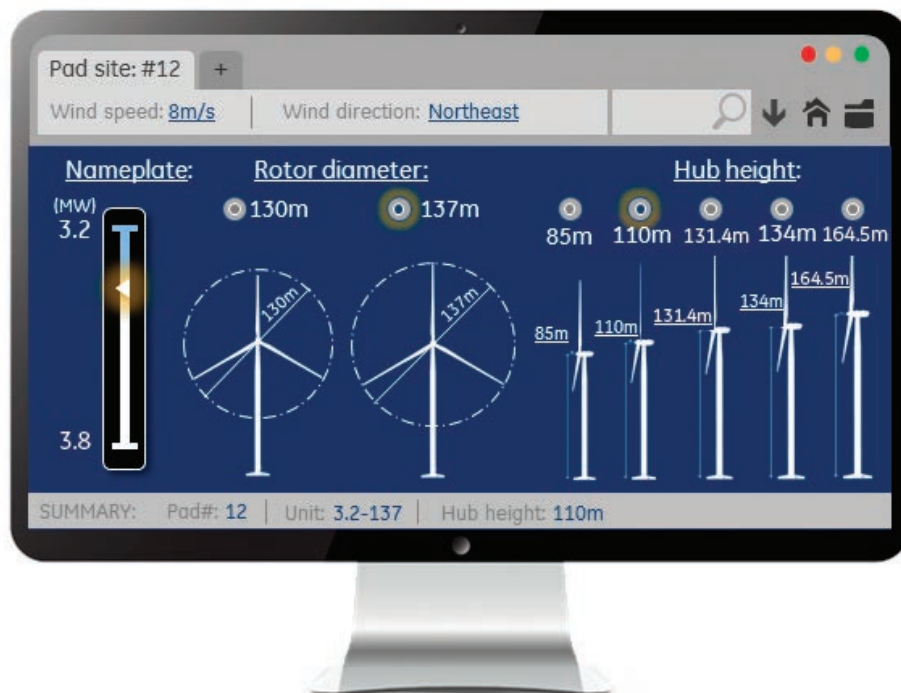 Pad site: #12 +
Wind speed: 8m/s Wind direction: Northeast
Nameplate: Rotor diameter: Hub height:
(MW)
3.2
130m 137m
85m 110m 131.4m 134m 164.5m
130m 137m
85m 110m 131.4m 134m 164.5m
3.8
SUMMARY: Pad#: 12 Unit: 3.2-137 Hub height: 110m